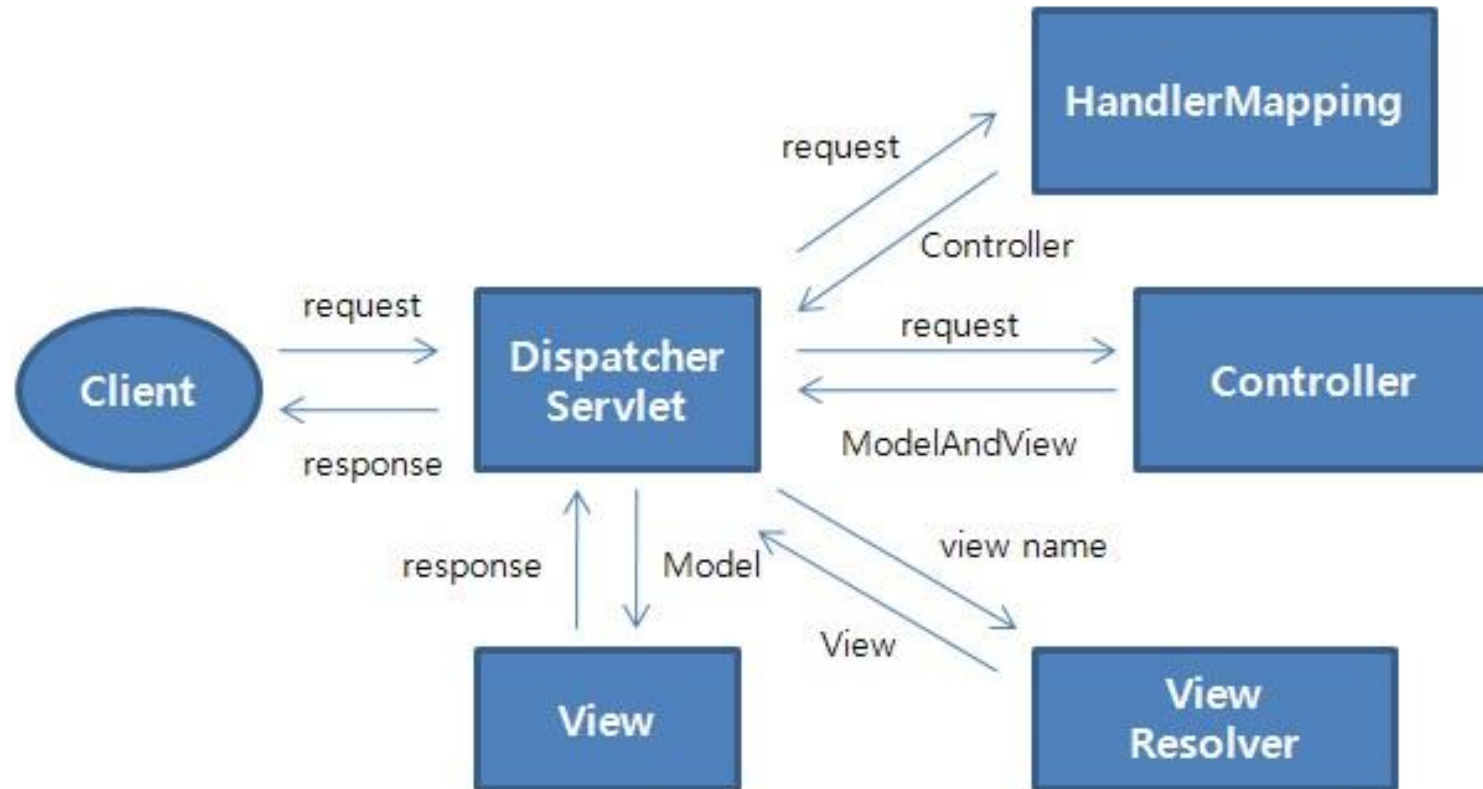 HandlerMapping
request
Controller
request
Client
response
Dispatcher
Servlet
request
ModelAndView
Controller
response
Model
view name
View
View
View
Resolver